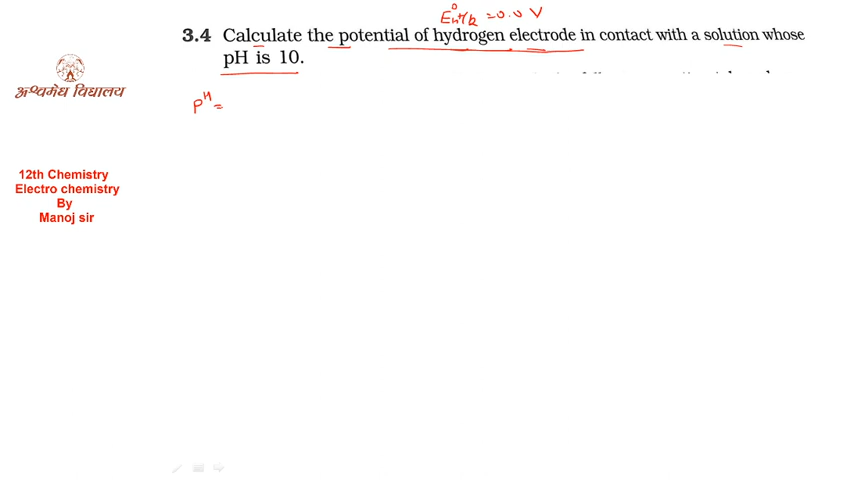 E⁰H⁺/H₂ = 0.0 V
3.4 Calculate the potential of hydrogen electrode in contact with a solution whose
pH is 10.
अश्वमेध विद्यालय
pH =
12th Chemistry
Electro chemistry
By
Manoj sir